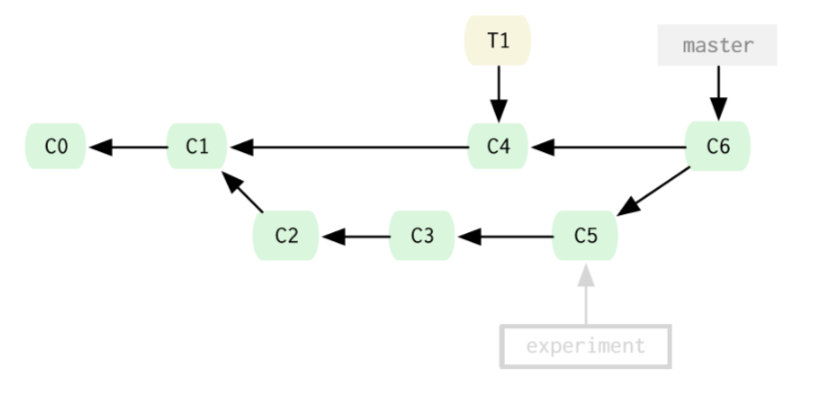 T1
master
C0
C1
C4
C6
C2
C3
C5
experiment